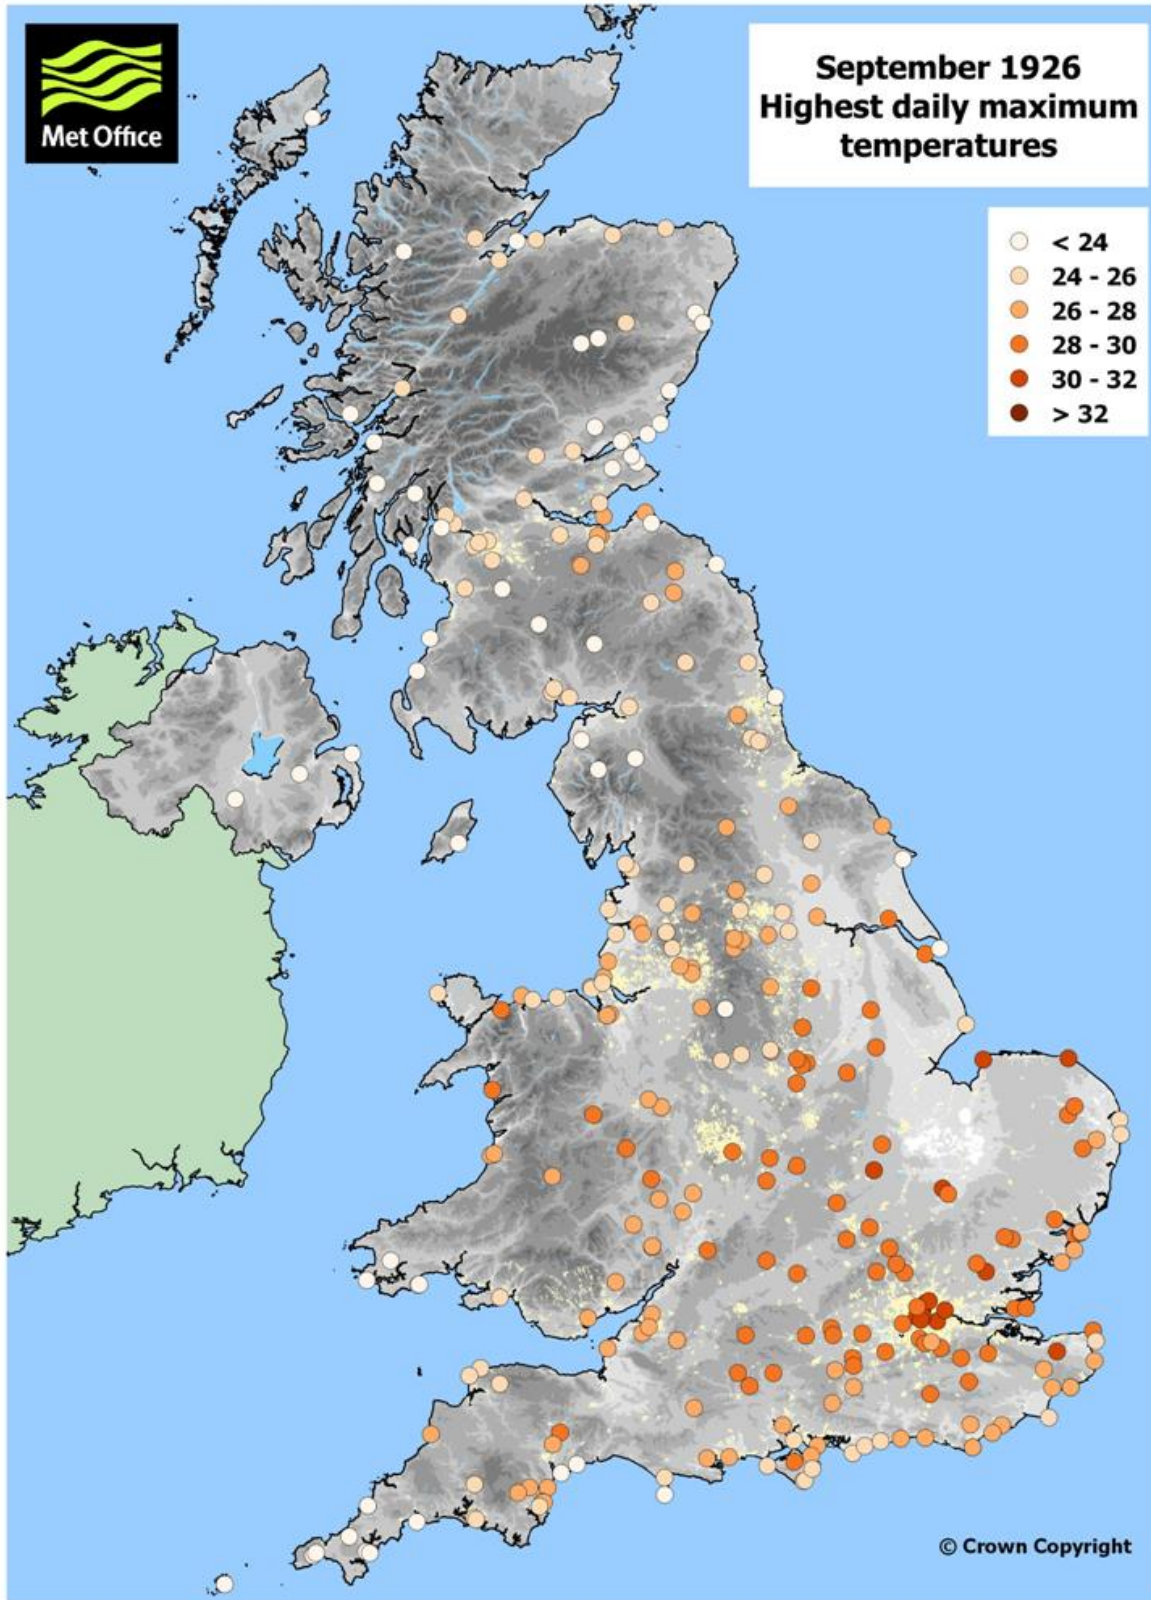 Met Office
September 1926
Highest daily maximum
temperatures
< 24
24 - 26
26 - 28
28 - 30
30 - 32
> 32
© Crown Copyright